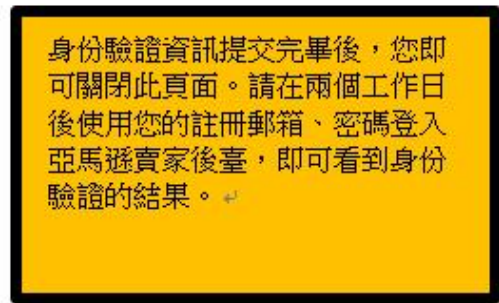 身份驗證資訊提交完畢後，您即
可關閉此頁面。請在兩個工作日
後使用您的註冊郵箱、密碼登入
亞馬遜賣家後臺，即可看到身份
驗證的結果。